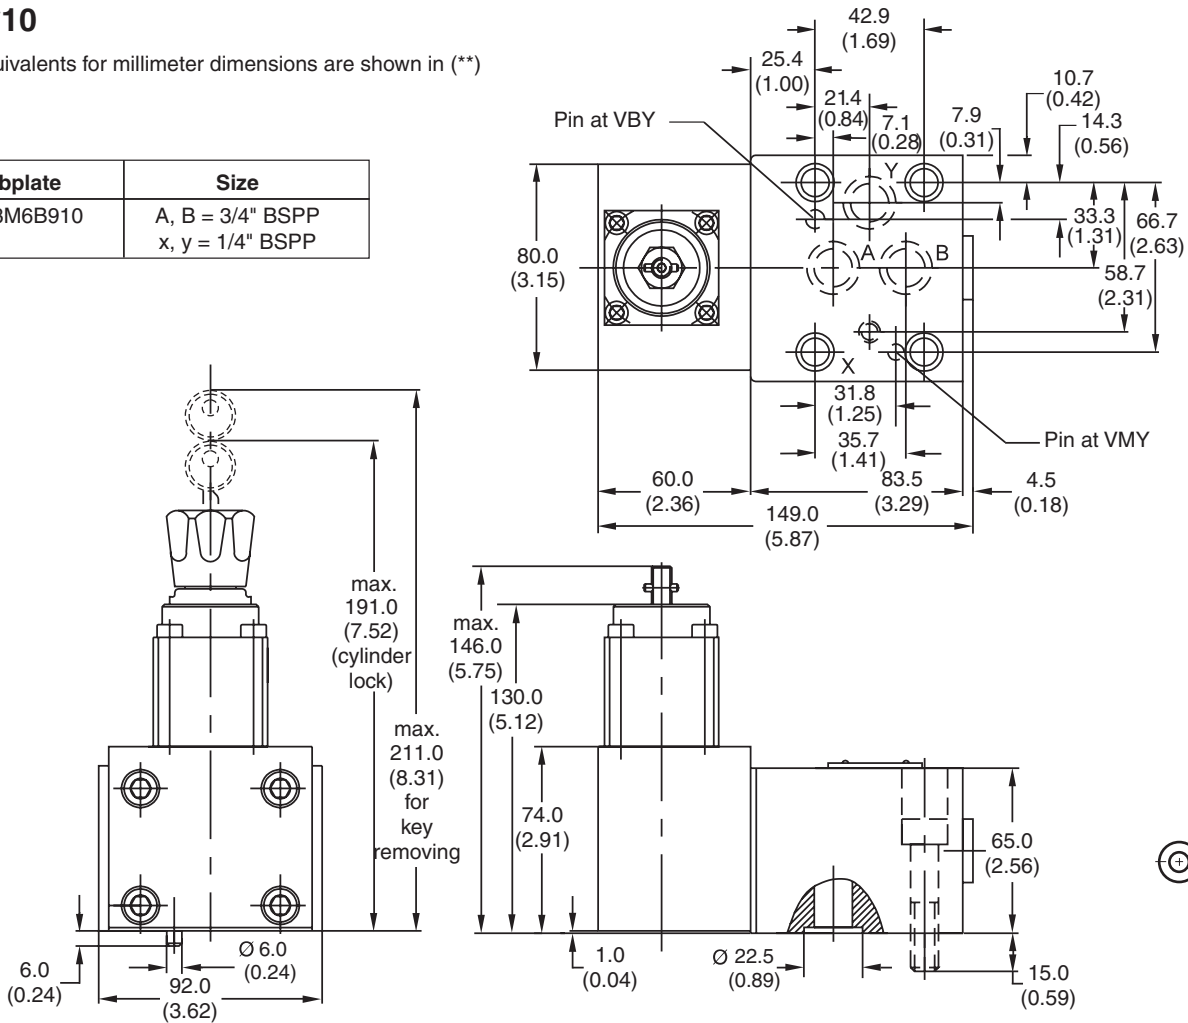 10
uivalents for millimeter dimensions are shown in (**)
bplate Size
3M6B910 A, B = 3/4" BSPP
x, y = 1/4" BSPP
42.9
(1.69)
25.4
(1.00)
21.4
(0.84)
7.1
(0.28
7.9
(0.31)
10.7
(0.42)
14.3
(0.56)
Pin at VBY
Y
A
B
X
80.0
(3.15)
33.3
(1.31)
66.7
(2.63)
58.7
(2.31)
31.8
(1.25)
35.7
(1.41)
Pin at VMY
60.0
(2.36)
83.5
(3.29)
4.5
(0.18)
149.0
(5.87)
max.
191.0
(7.52)
(cylinder
lock)
max.
211.0
(8.31)
for
key
removing
6.0
(0.24)
Ø 6.0
(0.24)
92.0
(3.62)
max.
146.0
(5.75)
130.0
(5.12)
74.0
(2.91)
65.0
(2.56)
1.0
(0.04)
Ø 22.5
(0.89)
15.0
(0.59)